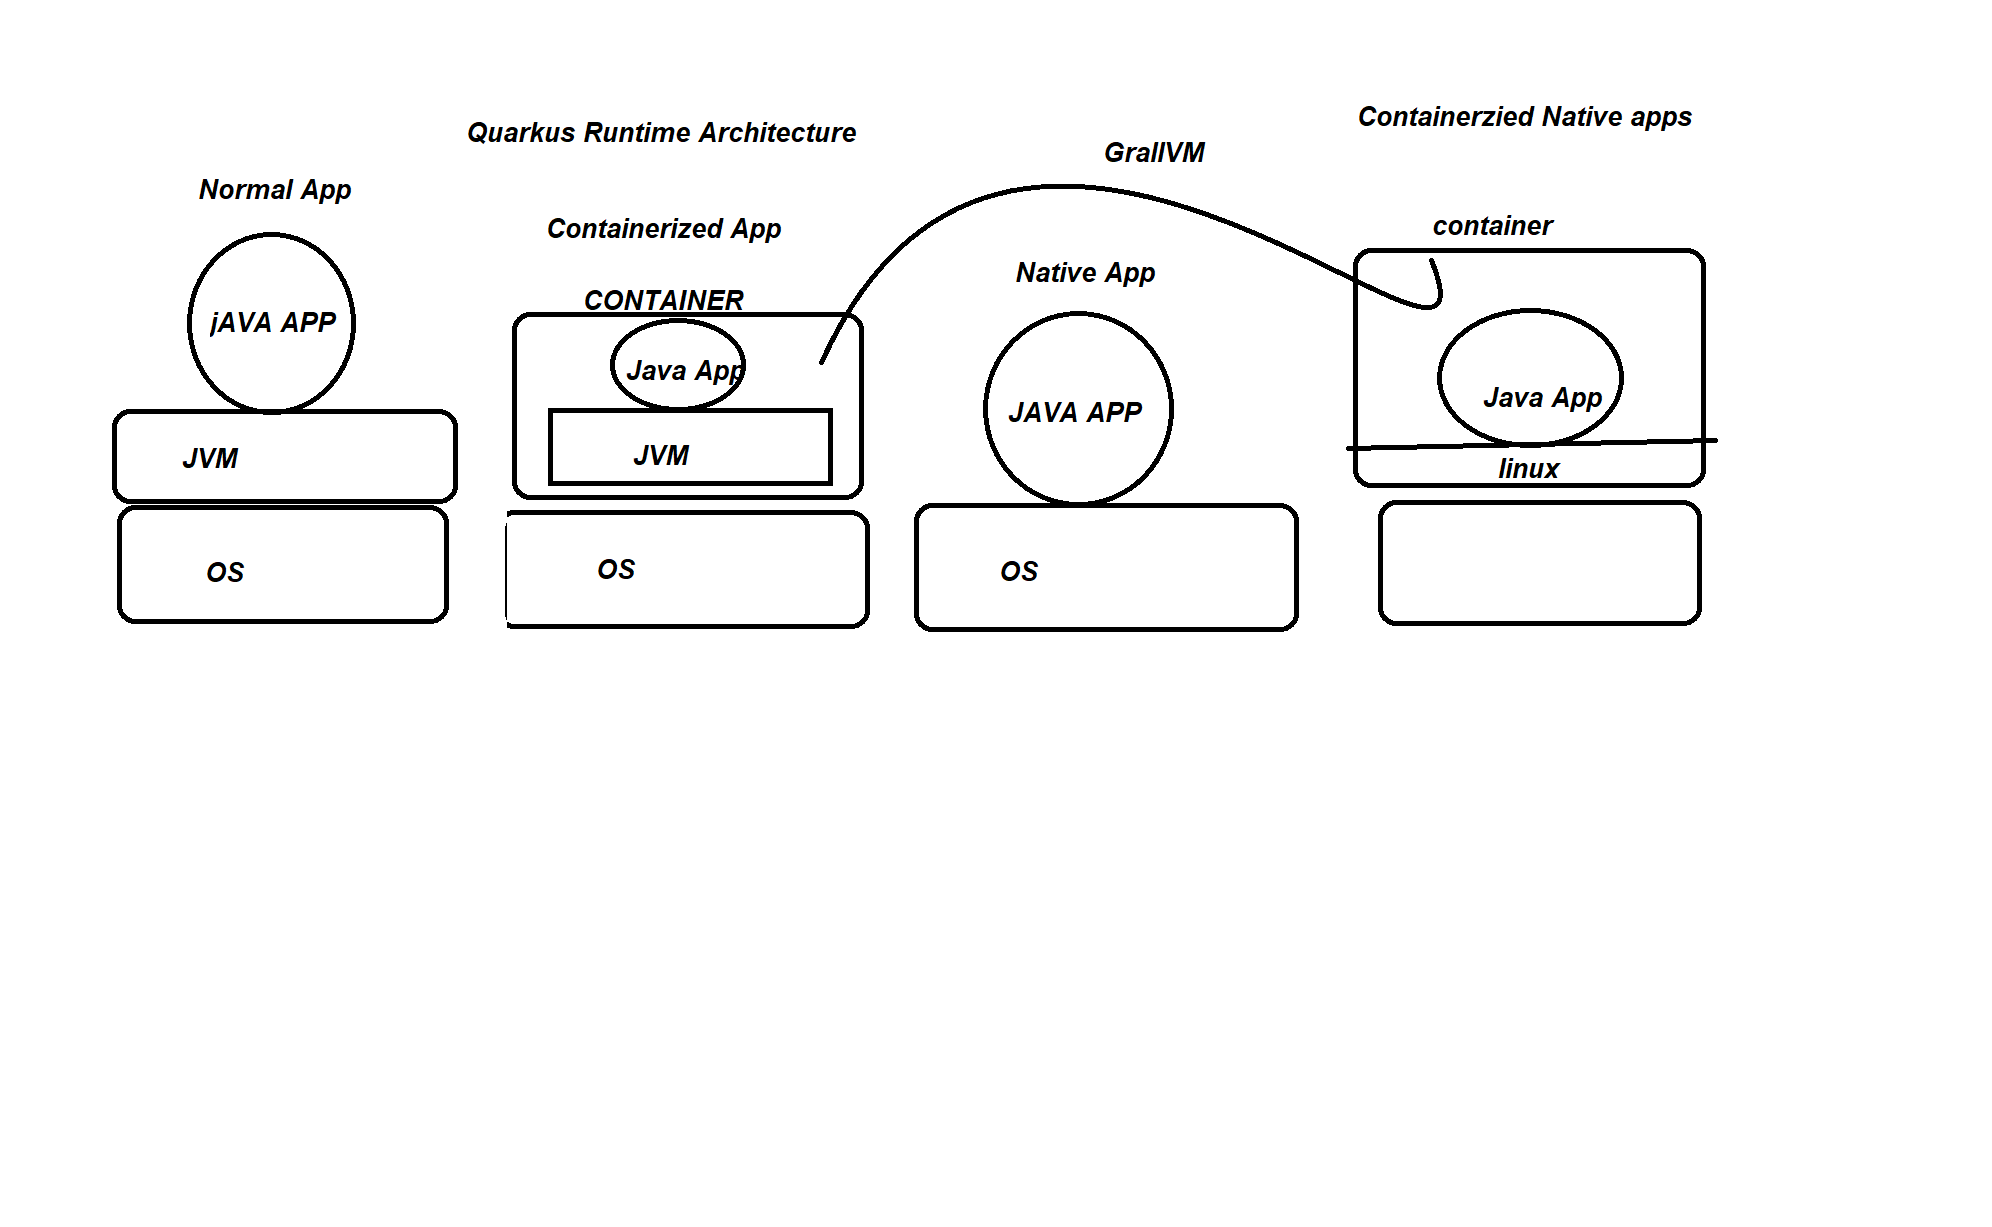 Quarkus Runtime Architecture
Containerzied Native apps
GrallVM
Normal App
Containerized App
container
Native App
CONTAINER
jAVA APP
Java App
JAVA APP
Java App
JVM
JVM
linux
OS
OS
OS